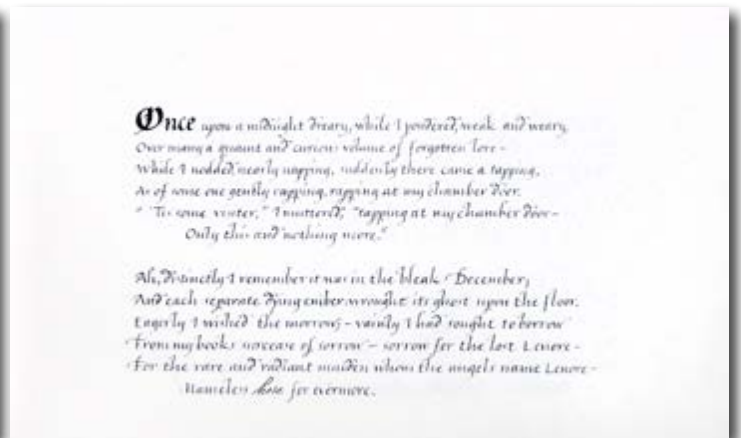 Once upon a midnight dreary, while I pondered, weak and weary,
Over many a quaint and curious volume of forgotten lore -
While I nodded, nearly napping, suddenly there came a tapping,
As of some one gently rapping, rapping at my chamber door.
" 'Tis some visiter," I muttered, "tapping at my chamber door -
Only this and nothing more."
Ah, distinctly I remember it was in the bleak December;
And each separate dying ember wrought its ghost upon the floor.
Eagerly I wished the morrow; - vainly I had sought to borrow
From my books surcease of sorrow - sorrow for the lost Lenore -
For the rare and radiant maiden whom the angels name Lenore -
Nameless here for evermore.